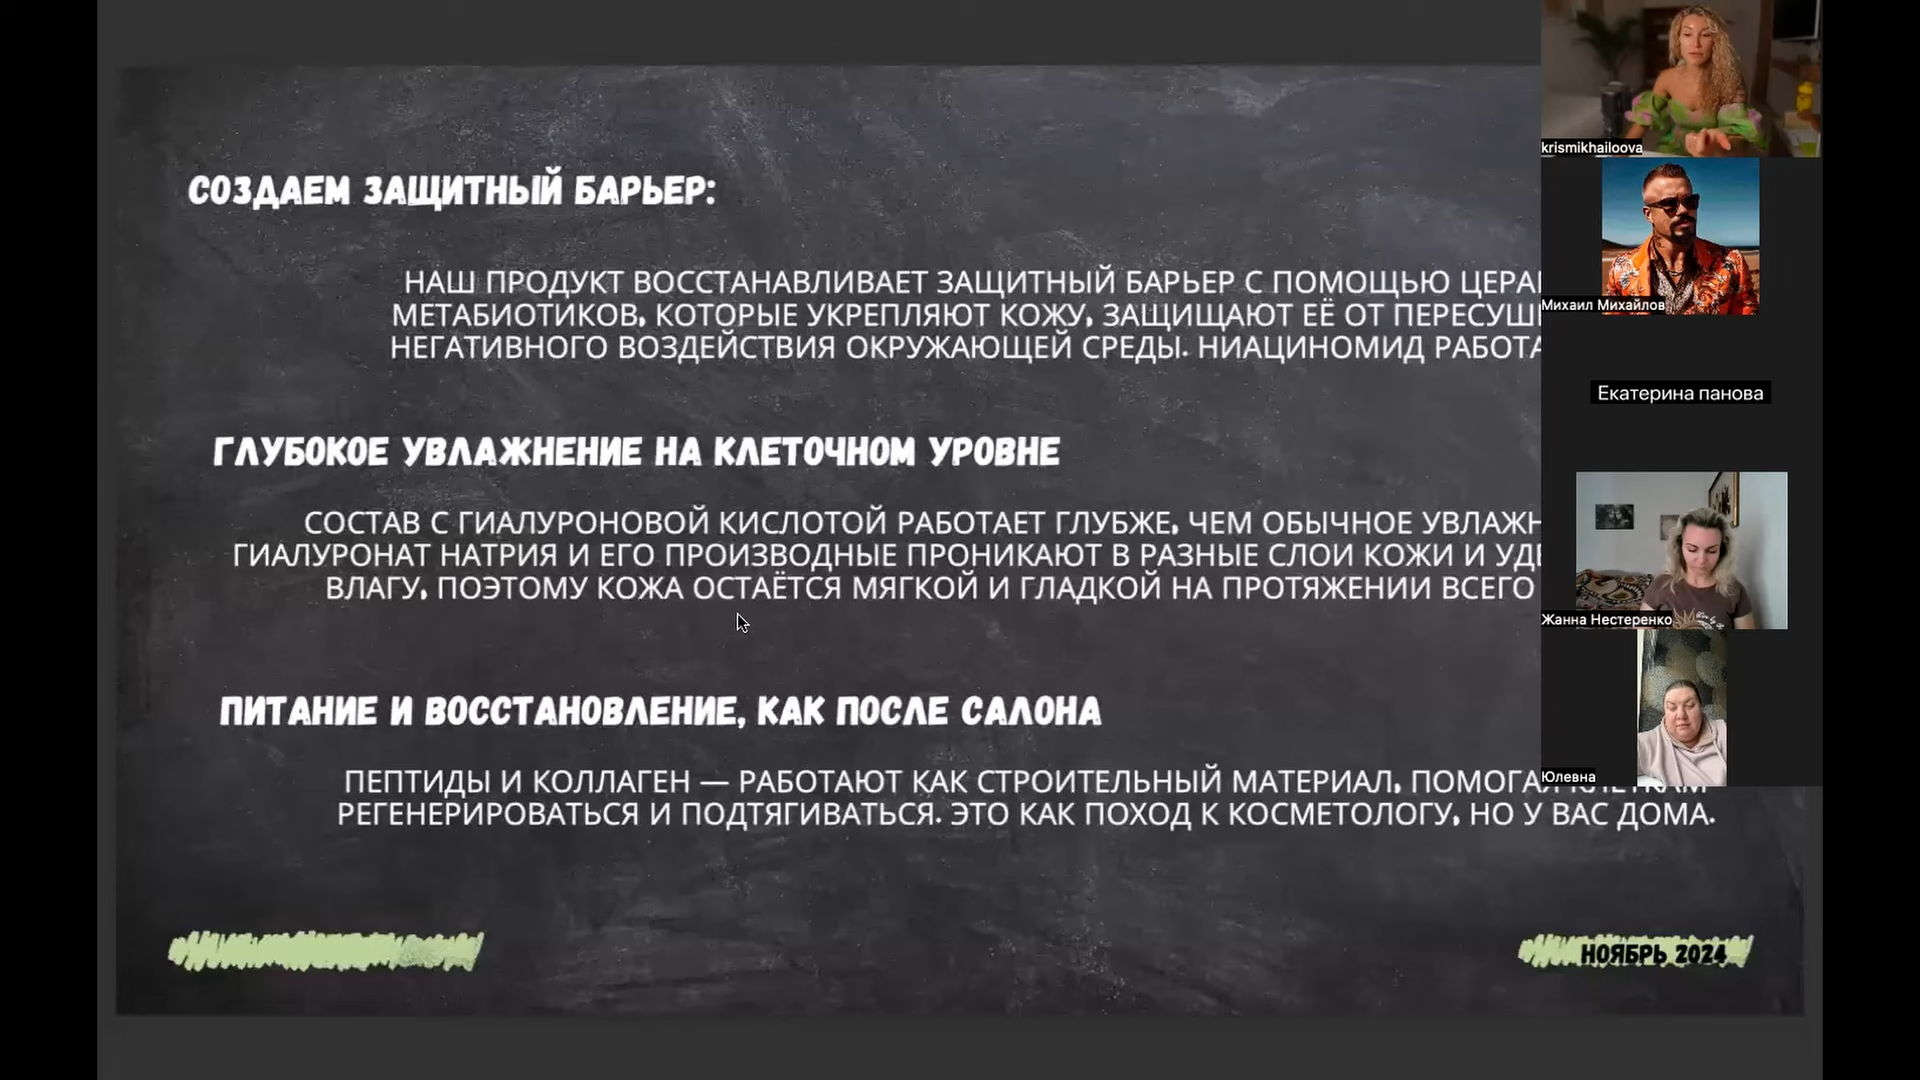 СОЗДАЕМ ЗАЩИТНЫЙ БАРЬЕР:
НАШ ПРОДУКТ ВОССТАНАВЛИВАЕТ ЗАЩИТНЫЙ БАРЬЕР С ПОМОЩЬЮ
МЕТАБИОТИКОВ, КОТОРЫЕ УКРЕПЛЯЮТ КОЖУ, ЗАЩИЩАЮТ ЕЁ ОТ
НЕГАТИВНОГО ВОЗДЕЙСТВИЯ ОКРУЖАЮЩЕЙ СРЕДЫ. НИАЦИНОМИД
ГЛУБОКОЕ УВЛАЖНЕНИЕ НА КЛЕТОЧНОМ УРОВНЕ
СОСТАВ С ГИАЛУРОНОВОЙ КИСЛОТОЙ РАБОТАЕТ ГЛУБЖЕ, ЧЕМ ОБЫЧНОЕ
ГИАЛУРОНАТ НАТРИЯ И ЕГО ПРОИЗВОДНЫЕ ПРОНИКАЮТ В РАЗНЫЕ СЛОИ КОЖИ И
ВЛАГУ, ПОЭТОМУ КОЖА ОСТАЁТСЯ МЯГКОЙ И ГЛАДКОЙ НА ПРОТЯЖЕНИИ ВСЕГО
ПИТАНИЕ И ВОССТАНОВЛЕНИЕ, КАК ПОСЛЕ САЛОНА
ПЕПТИДЫ И КОЛЛАГЕН — РАБОТАЮТ КАК СТРОИТЕЛЬНЫЙ МАТЕРИАЛ, ПОМОГАЯ КЛЕТКАМ
РЕГЕНЕРИРОВАТЬСЯ И ПОДТЯГИВАТЬСЯ. ЭТО КАК ПОХОД К КОСМЕТОЛОГУ, НО У ВАС ДОМА.
НОЯБРЬ 2024
krismikhailoova
Михаил Михайлов
Екатерина панова
Жанна Нестеренко
Юлевна